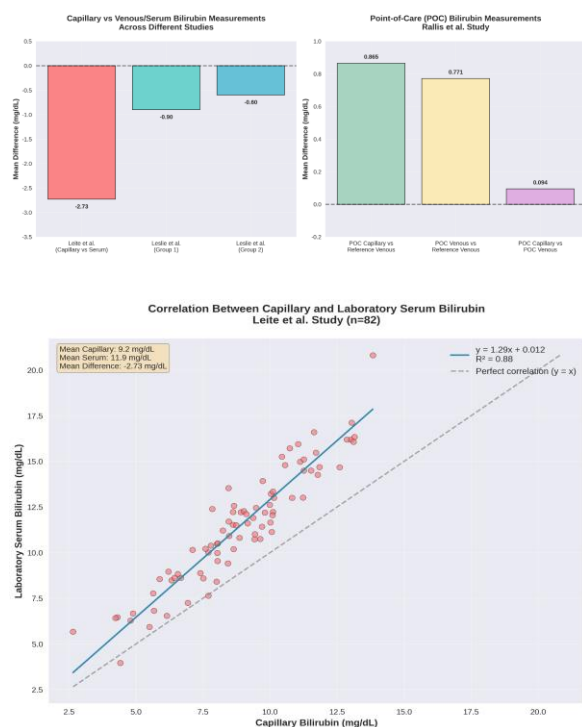 Capillary vs Venous/Serum Bilirubin Measurements
Across Different Studies
Mean Difference (mg/dL)
0.5
0.0
-0.5
-1.0
-1.5
-2.0
-2.5
-3.0
-3.5
-2.73
-0.90
-0.60
Leite et al.
(Capillary vs Serum)
Leslie et al.
(Group 1)
Leslie et al.
(Group 2)
Point-of-Care (POC) Bilirubin Measurements
Rallis et al. Study
Mean Difference (mg/dL)
1.0
0.8
0.6
0.4
0.2
0.0
-0.2
0.865
0.771
0.094
POC Capillary vs
Reference Venous
POC Venous vs
Reference Venous
POC Capillary vs
POC Venous
Correlation Between Capillary and Laboratory Serum Bilirubin
Leite et al. Study (n=82)
Mean Capillary: 9.2 mg/dL
Mean Serum: 11.9 mg/dL
Mean Difference: -2.73 mg/dL
y = 1.29x + 0.012
R² = 0.88
Perfect correlation (y = x)
Laboratory Serum Bilirubin (mg/dL)
20.0
17.5
15.0
12.5
10.0
7.5
5.0
2.5
2.5 5.0 7.5 10.0 12.5 15.0 17.5 20.0
Capillary Bilirubin (mg/dL)